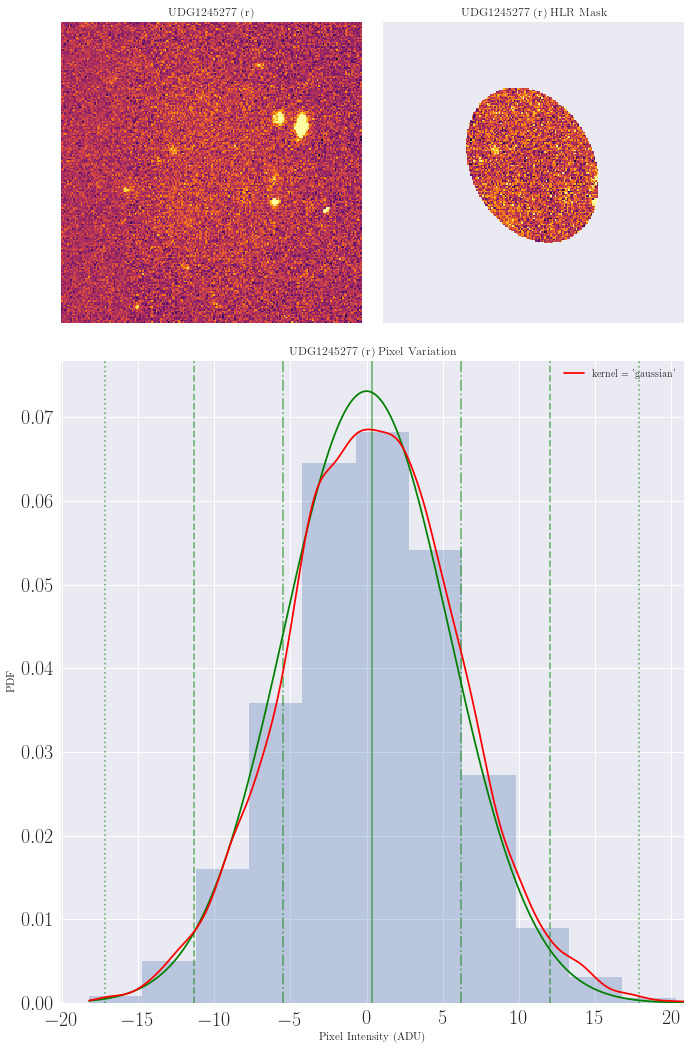 UDG1245277 (r)
UDG1245277 (r) HLR Mask
UDG1245277 (r) Pixel Variation
kernel = 'gaussian'
0.07
0.06
0.05
0.04
0.03
0.02
0.01
0.00
PDF
−20 −15 −10 −5 0 5 10 15 20
Pixel Intensity (ADU)